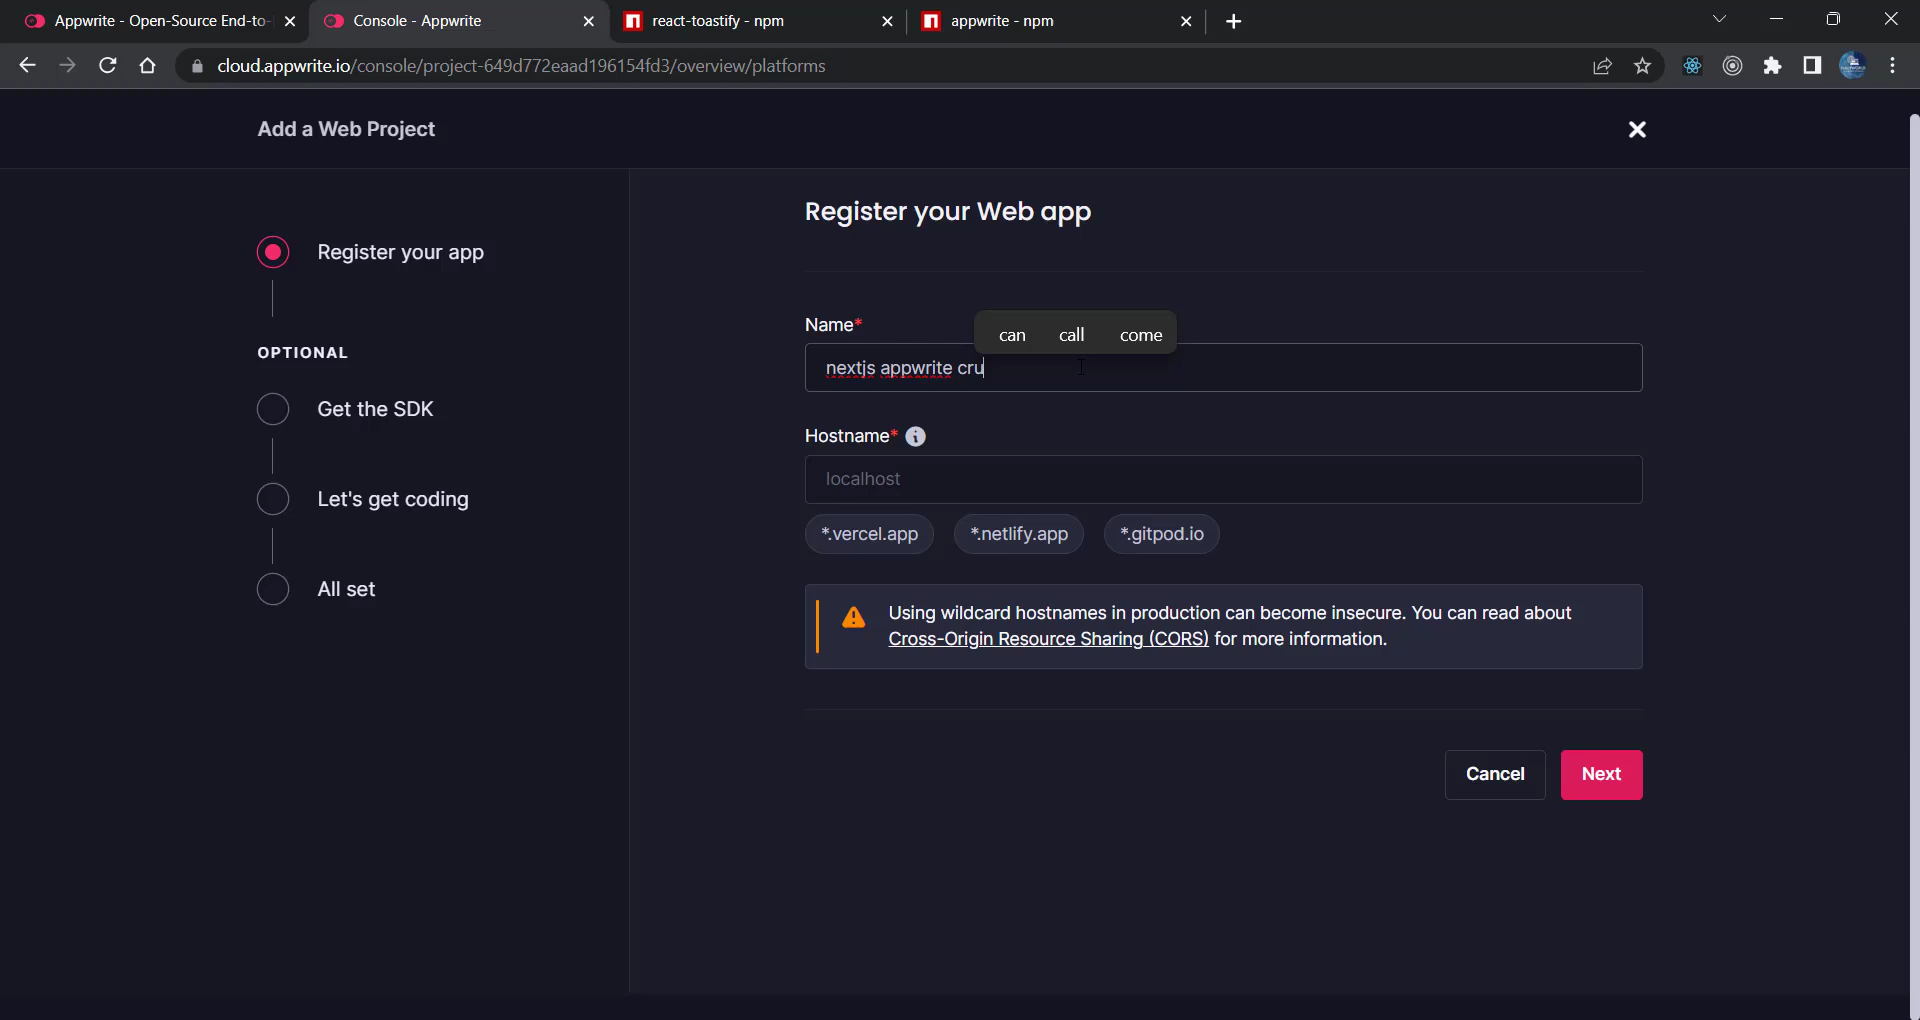 Appwrite - Open-Source End-to-
Console - Appwrite
react-toastify - npm
appwrite - npm
cloud.appwrite.io/console/project-649d772eaad196154fd3/overview/platforms
Add a Web Project
Register your app
OPTIONAL
Get the SDK
Let's get coding
All set
Register your Web app
Name*
can call come
nextjs appwrite cru
Hostname*
localhost
*.vercel.app *.netlify.app *.gitpod.io
Using wildcard hostnames in production can become insecure. You can read about
Cross-Origin Resource Sharing (CORS) for more information.
Cancel Next